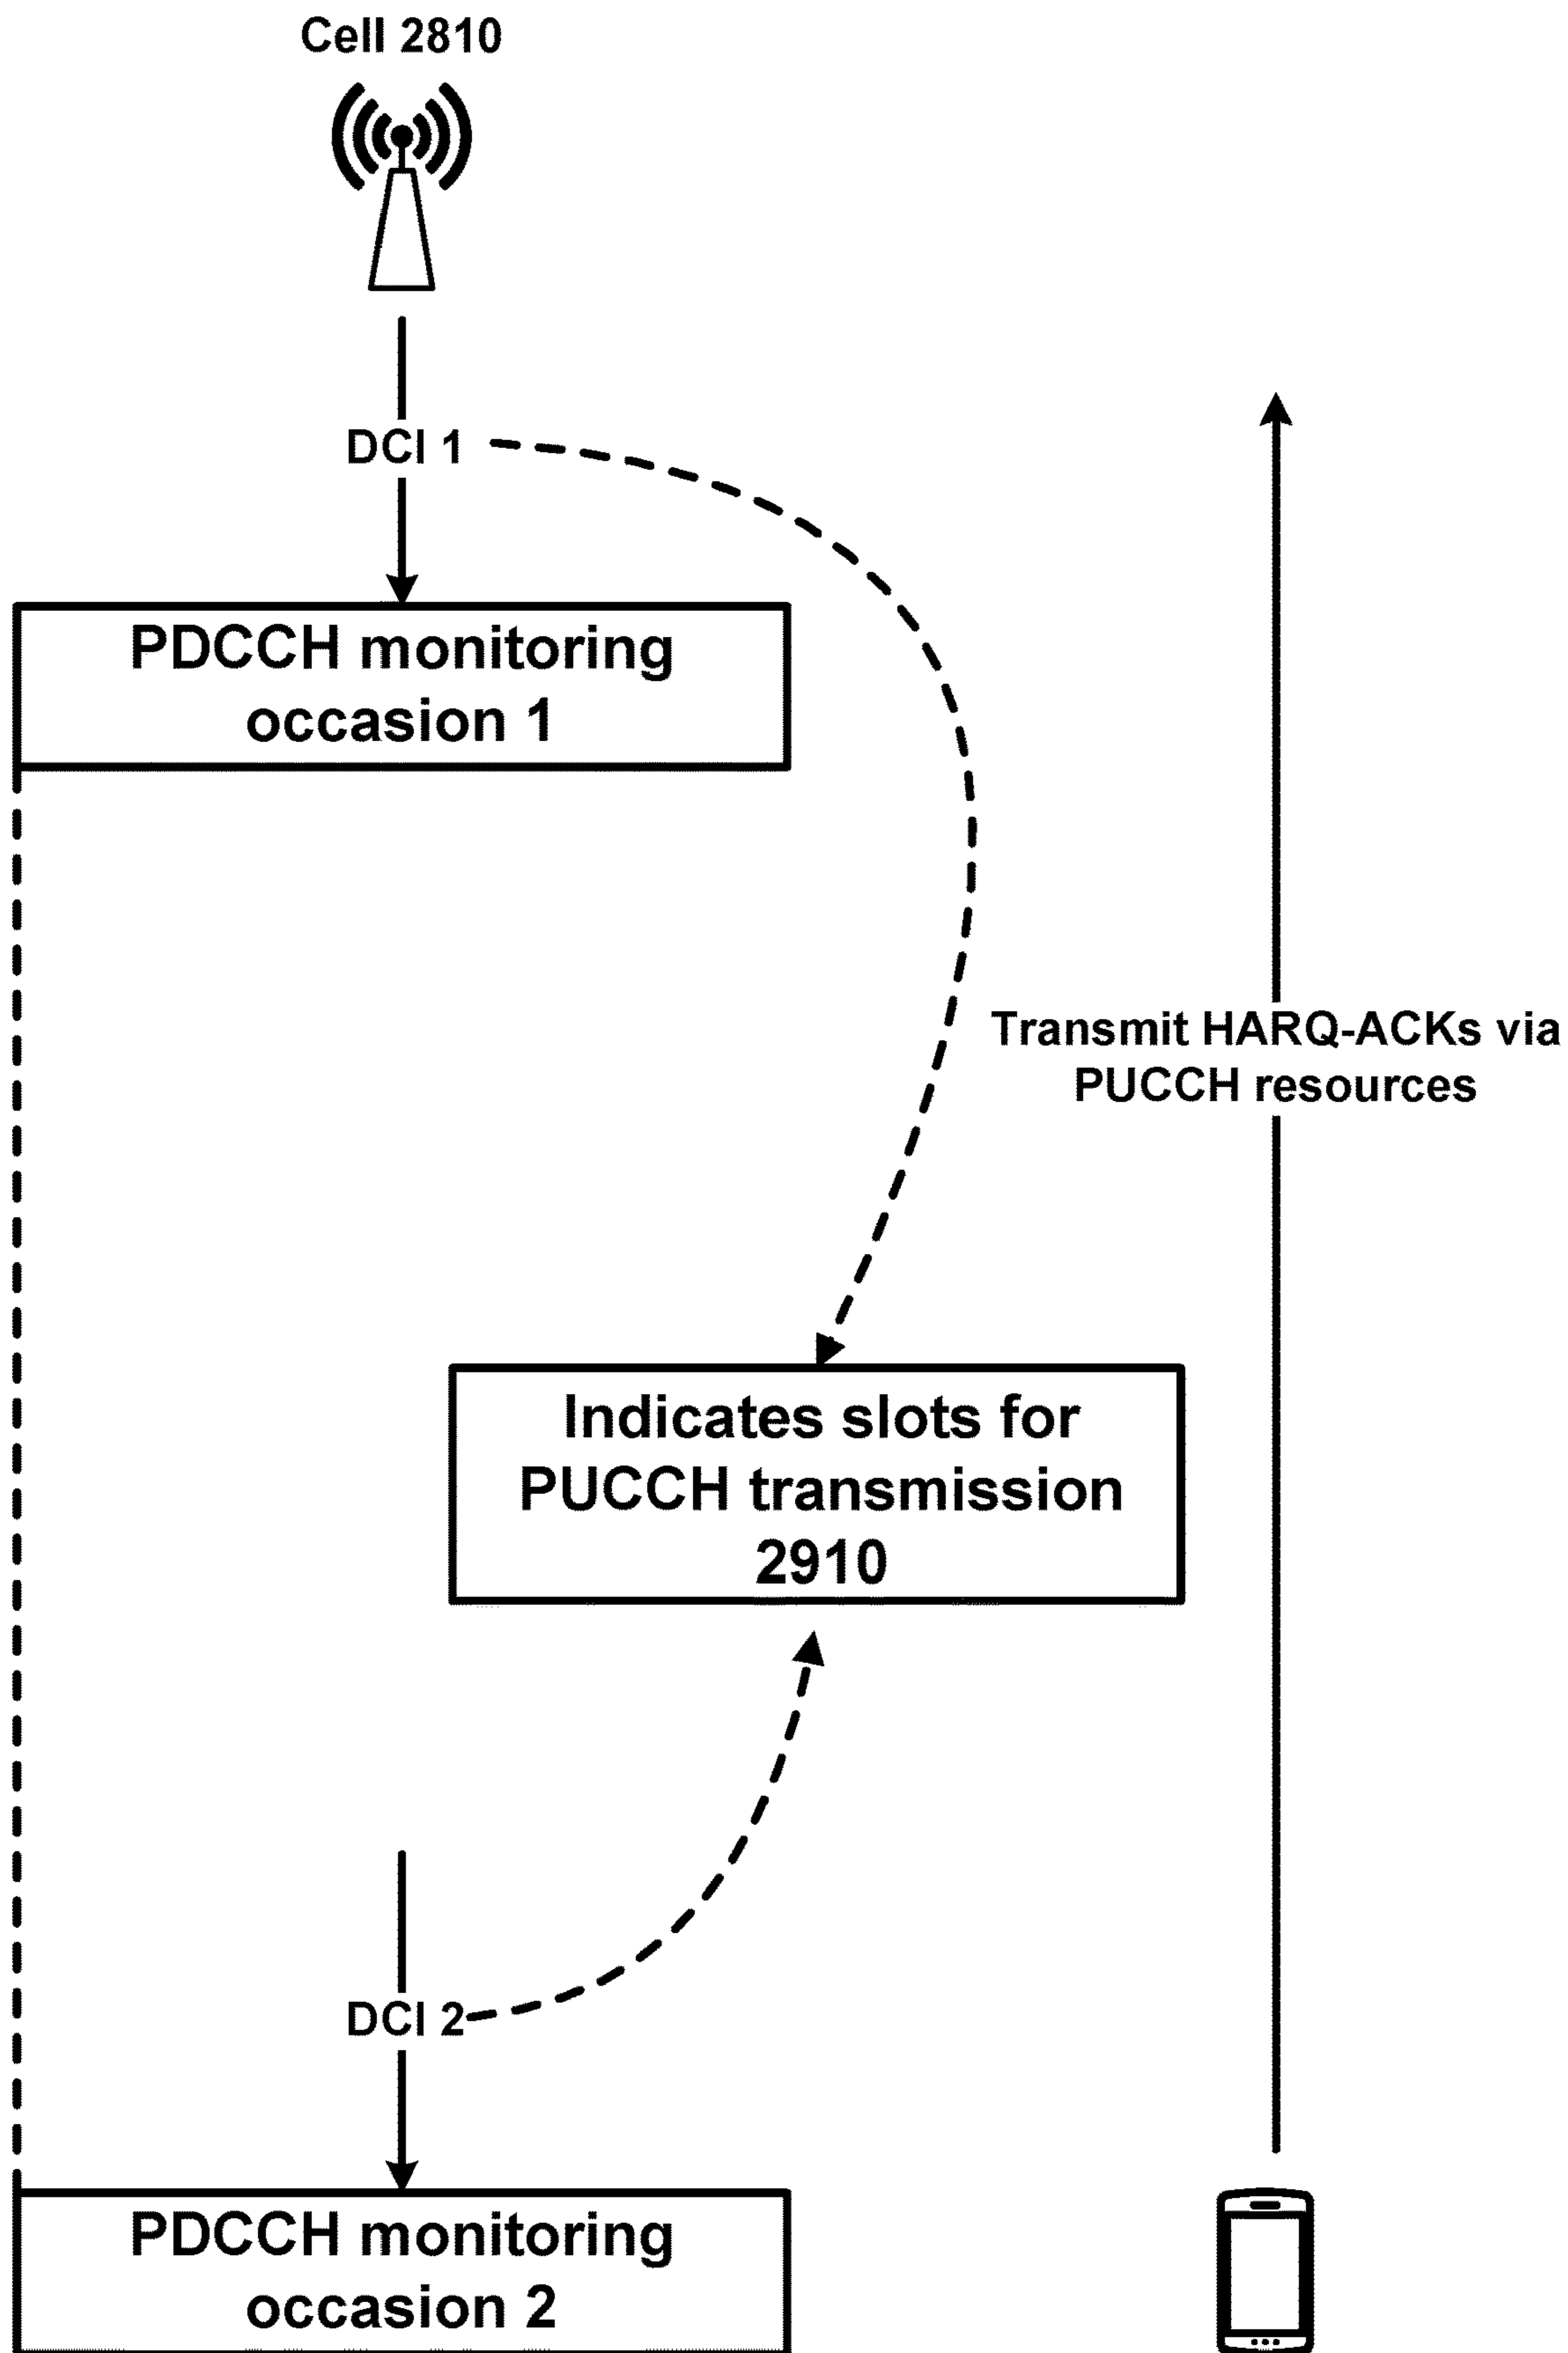 Cell 2810
DCI 1
PDCCH monitoring
occasion 1
Transmit HARQ-ACKs via
PUCCH resources
Indicates slots for
PUCCH transmission
2910
DCI 2
PDCCH monitoring
occasion 2